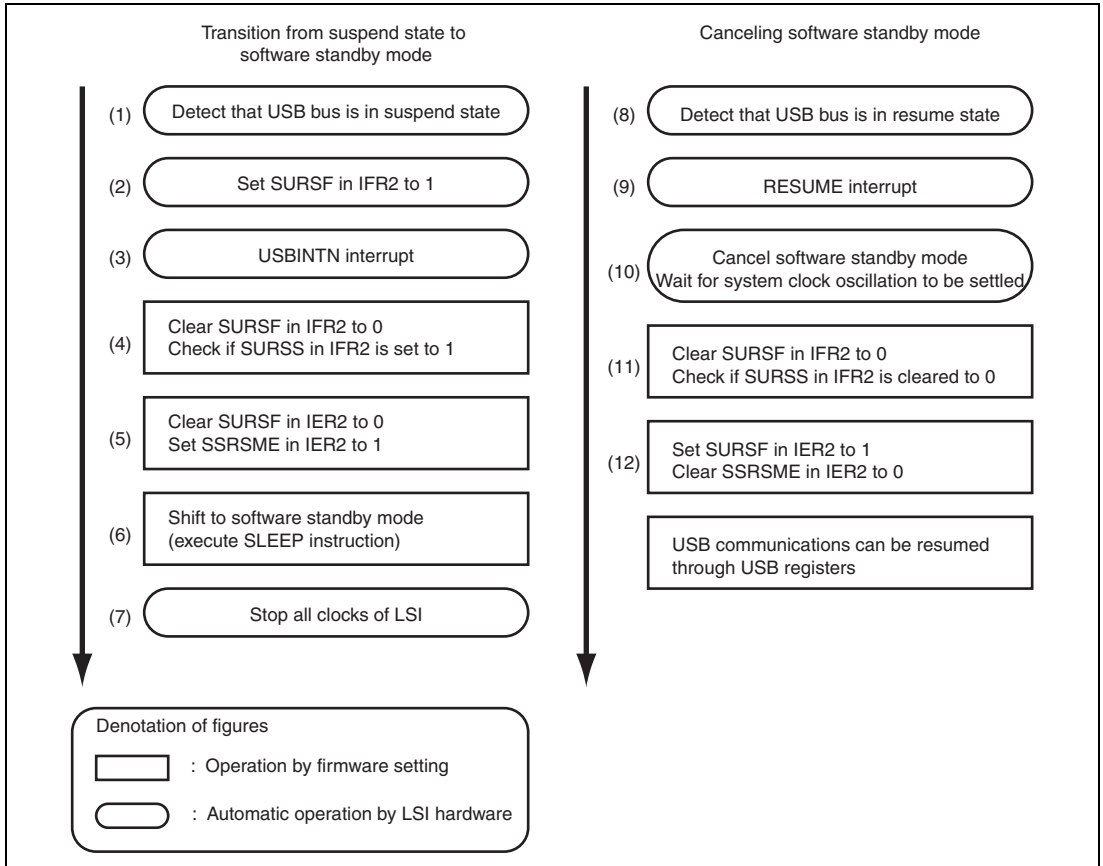 Transition from suspend state to
software standby mode
(1) Detect that USB bus is in suspend state
(2) Set SURSF in IFR2 to 1
(3) USBINTN interrupt
(4) Clear SURSF in IFR2 to 0
Check if SURSS in IFR2 is set to 1
(5) Clear SURSF in IER2 to 0
Set SSRSME in IER2 to 1
(6) Shift to software standby mode
(execute SLEEP instruction)
(7) Stop all clocks of LSI
Canceling software standby mode
(8) Detect that USB bus is in resume state
(9) RESUME interrupt
(10) Cancel software standby mode
Wait for system clock oscillation to be settled
(11) Clear SURSF in IFR2 to 0
Check if SURSS in IFR2 is cleared to 0
(12) Set SURSF in IER2 to 1
Clear SSRSME in IER2 to 0
USB communications can be resumed
through USB registers
Denotation of figures
: Operation by firmware setting
: Automatic operation by LSI hardware